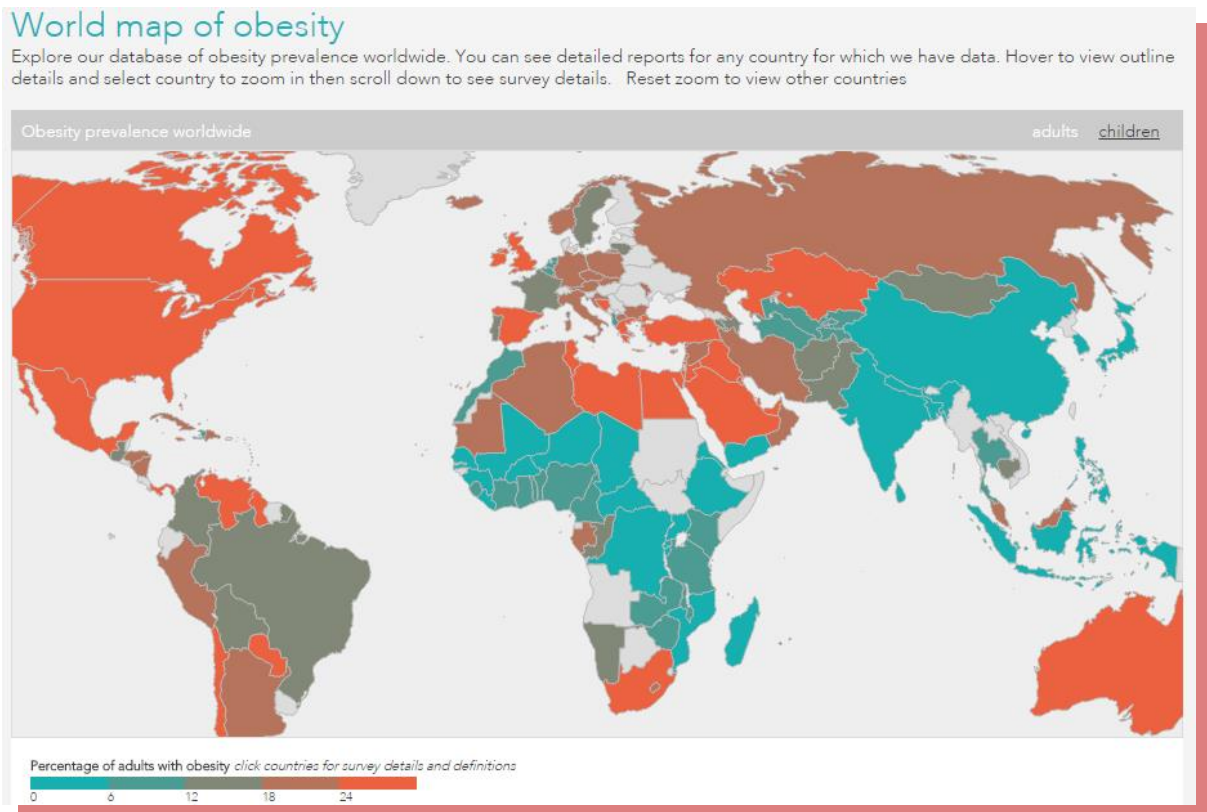 World map of obesity
Explore our database of obesity prevalence worldwide. You can see detailed reports for any country for which we have data. Hover to view outline
details and select country to zoom in then scroll down to see survey details. Reset zoom to view other countries
Obesity prevalence worldwide adults children
Percentage of adults with obesity click countries for survey details and definitions
0 6 12 18 24